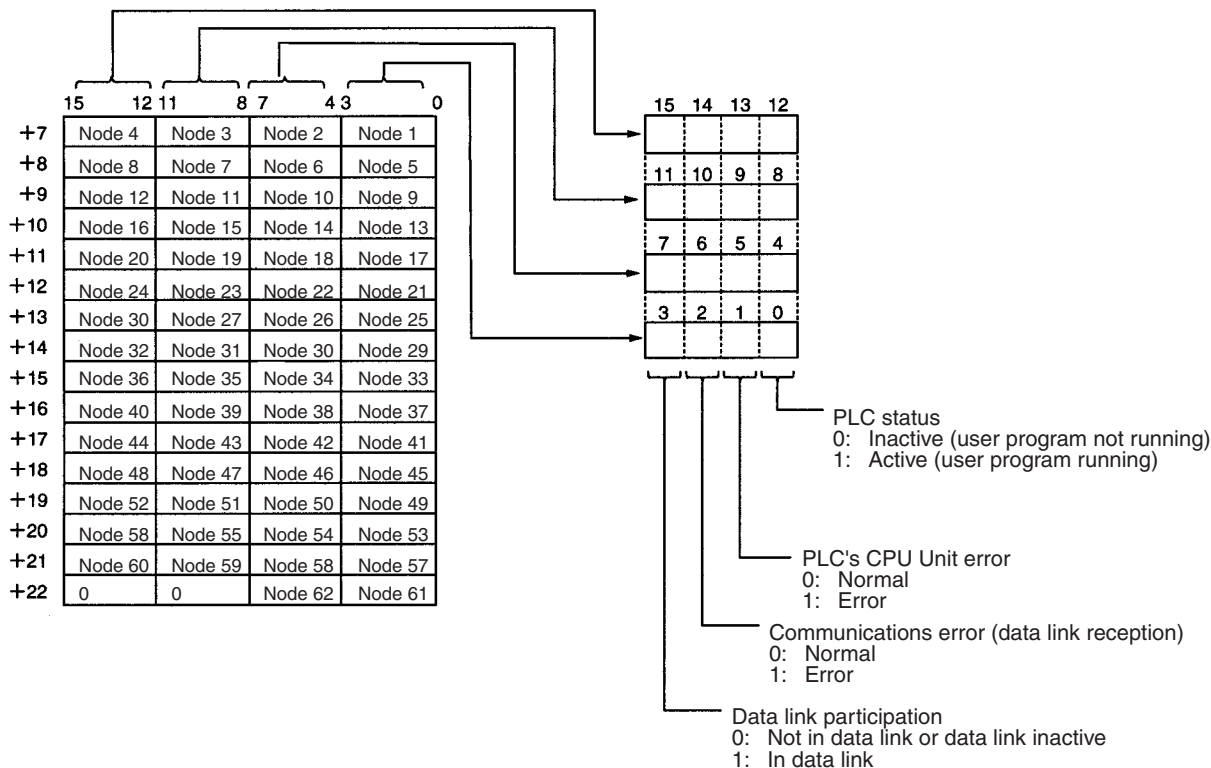 15 12 11 8 7 4 3 0
+7 Node 4 Node 3 Node 2 Node 1
+8 Node 8 Node 7 Node 6 Node 5
+9 Node 12 Node 11 Node 10 Node 9
+10 Node 16 Node 15 Node 14 Node 13
+11 Node 20 Node 19 Node 18 Node 17
+12 Node 24 Node 23 Node 22 Node 21
+13 Node 30 Node 27 Node 26 Node 25
+14 Node 32 Node 31 Node 30 Node 29
+15 Node 36 Node 35 Node 34 Node 33
+16 Node 40 Node 39 Node 38 Node 37
+17 Node 44 Node 43 Node 42 Node 41
+18 Node 48 Node 47 Node 46 Node 45
+19 Node 52 Node 51 Node 50 Node 49
+20 Node 58 Node 55 Node 54 Node 53
+21 Node 60 Node 59 Node 58 Node 57
+22 0 0 Node 62 Node 61
15 14 13 12
11 10 9 8
7 6 5 4
3 2 1 0
PLC status
0: Inactive (user program not running)
1: Active (user program running)
PLC's CPU Unit error
0: Normal
1: Error
Communications error (data link reception)
0: Normal
1: Error
Data link participation
0: Not in data link or data link inactive
1: In data link